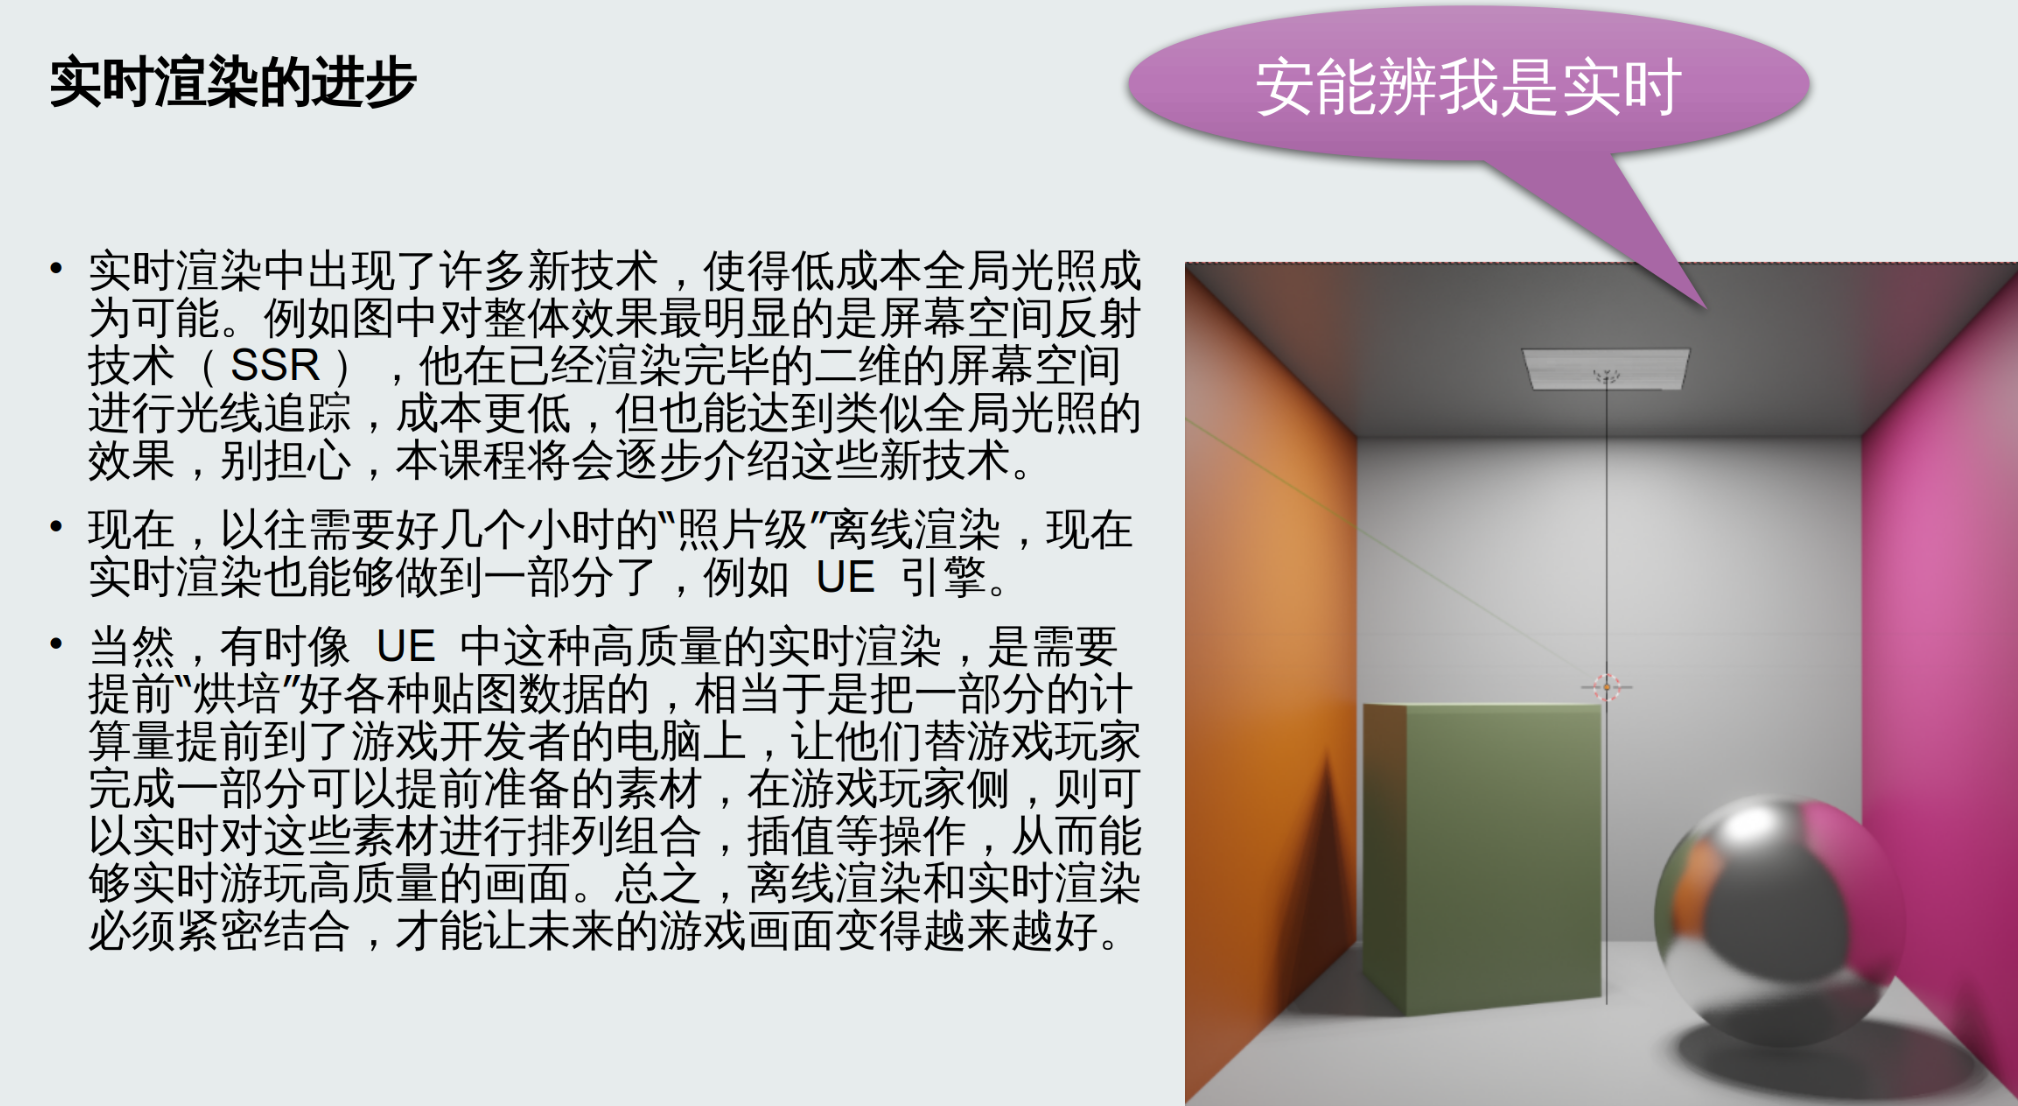 实时渲染的进步
安能辨我是实时
• 实时渲染中出现了许多新技术，使得低成本全局光照成
为可能。例如图中对整体效果最明显的是屏幕空间反射
技术（ SSR ），他在已经渲染完毕的二维的屏幕空间
进行光线追踪，成本更低，但也能达到类似全局光照的
效果，别担心，本课程将会逐步介绍这些新技术。
• 现在，以往需要好几个小时的“照片级”离线渲染，现在
实时渲染也能够做到一部分了，例如 UE 引擎。
• 当然，有时像 UE 中这种高质量的实时渲染，是需要
提前“烘培”好各种贴图数据的，相当于是把一部分的计
算量提前到了游戏开发者的电脑上，让他们替游戏玩家
完成一部分可以提前准备的素材，在游戏玩家侧，则可
以实时对这些素材进行排列组合，插值等操作，从而能
够实时游玩高质量的画面。总之，离线渲染和实时渲染
必须紧密结合，才能让未来的游戏画面变得越来越好。